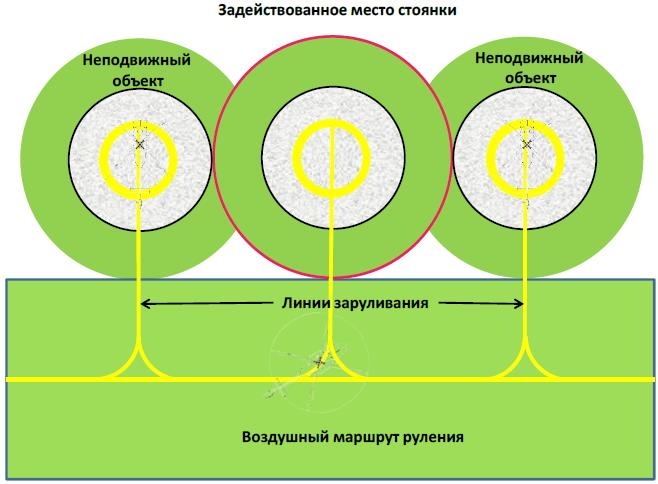 Задействованное место стоянки
Неподвижный
объект
Неподвижный
объект
Линии заруливания
Воздушный маршрут руления